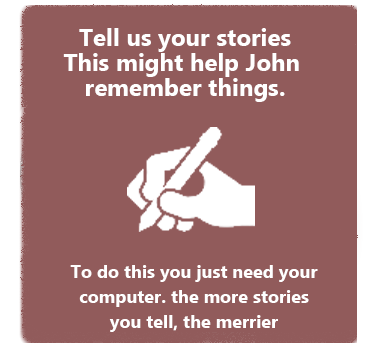 Tell us your stories
This might help John
remember things.
To do this you just need your
computer. the more stories
you tell, the merrier